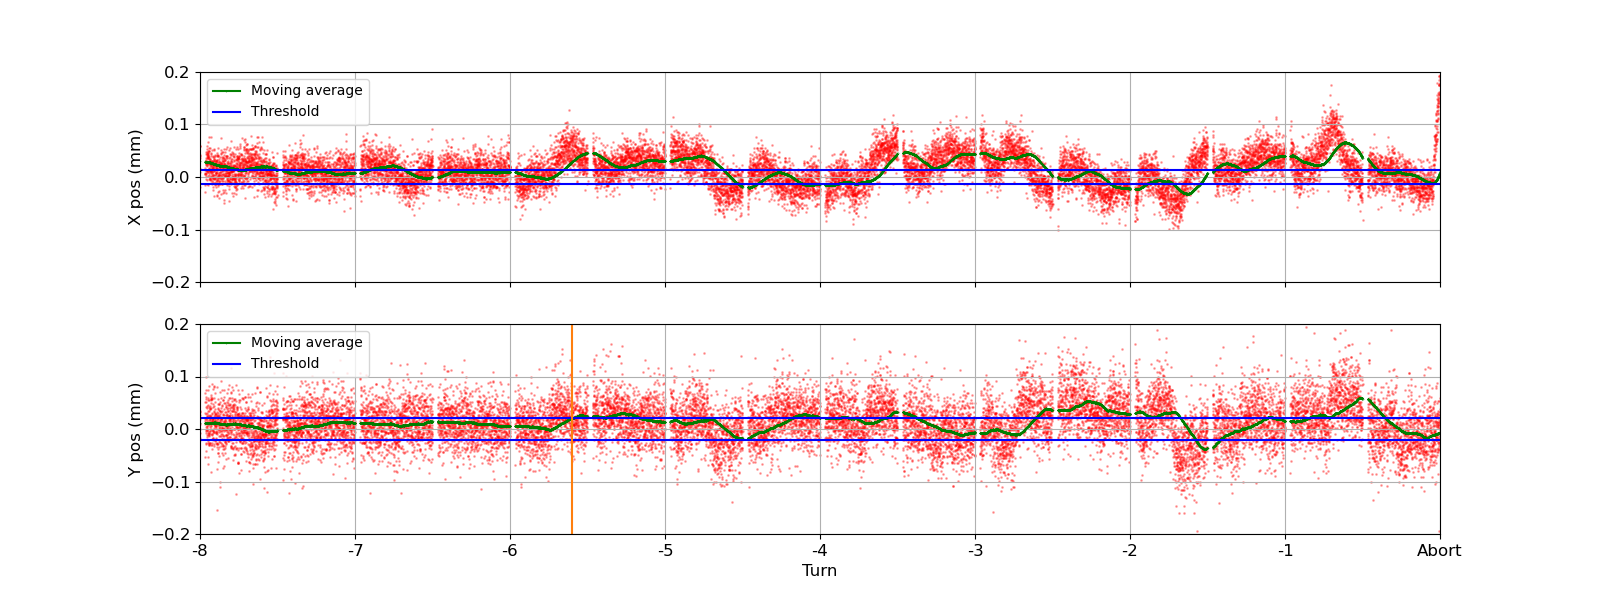 0.2
0.1
0.0
−0.1
−0.2
X pos (mm)
Moving average
Threshold
0.2
0.1
0.0
−0.1
−0.2
Y pos (mm)
Moving average
Threshold
-8 -7 -6 -5 -4 -3 -2 -1 Abort
Turn